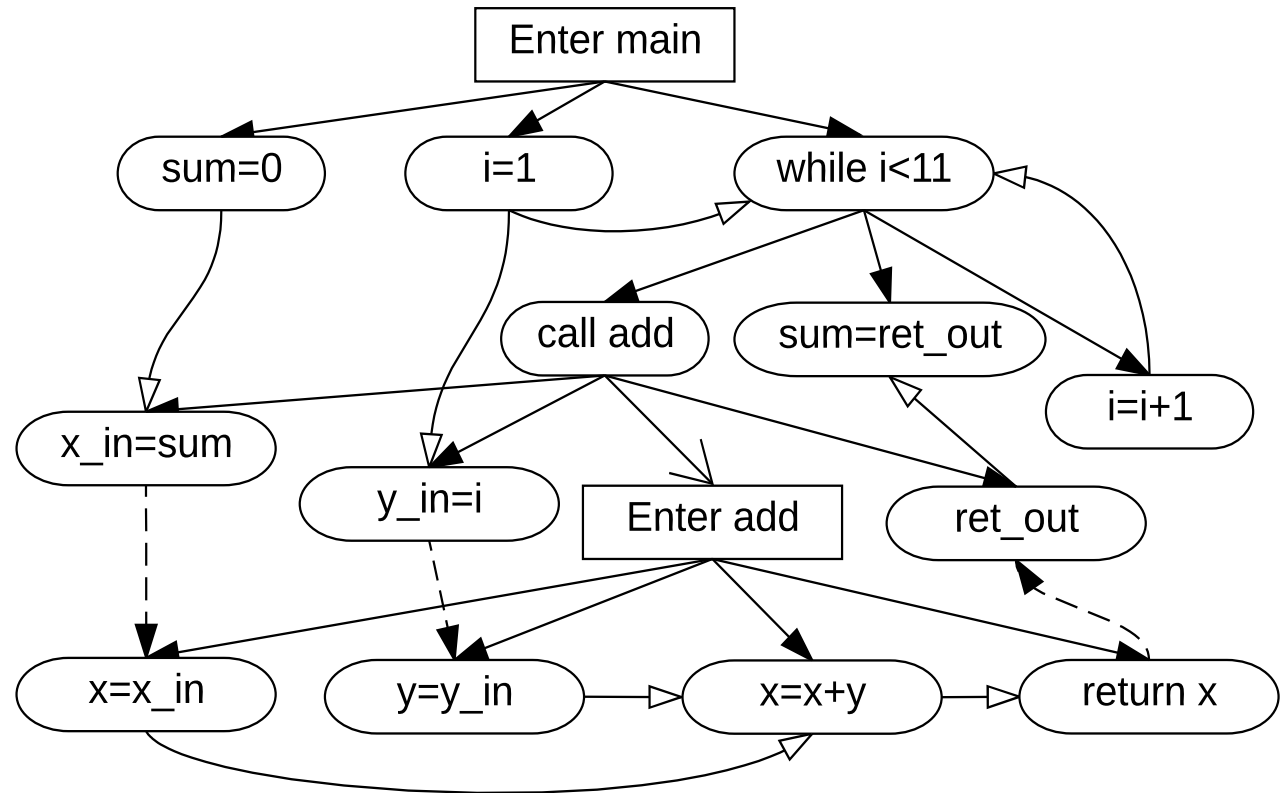 Enter main
sum=0
i=1
while i<11
call add
sum=ret_out
i=i+1
x_in=sum
y_in=i
Enter add
ret_out
x=x_in
y=y_in
x=x+y
return x